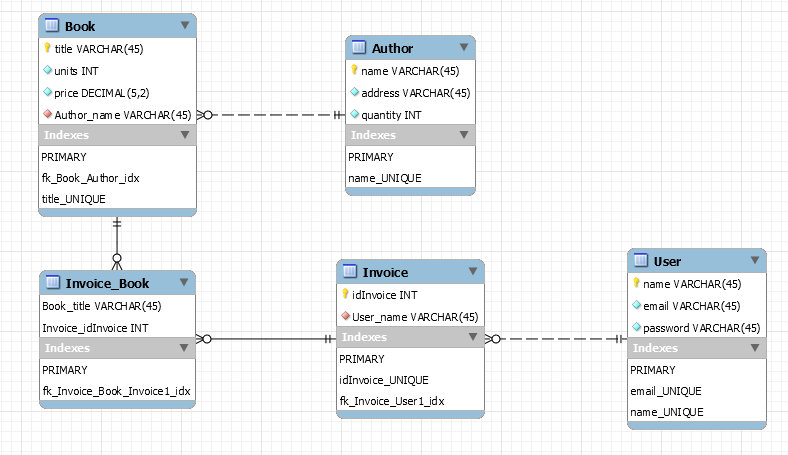 Book
title VARCHAR(45)
units INT
price DECIMAL(5,2)
Author_name VARCHAR(45)
Indexes
PRIMARY
fk_Book_Author_idx
title_UNIQUE
Author
name VARCHAR(45)
address VARCHAR(45)
quantity INT
Indexes
PRIMARY
name_UNIQUE
Invoice_Book
Book_title VARCHAR(45)
Invoice_idInvoice INT
Indexes
PRIMARY
fk_Invoice_Book_Invoice1_idx
Invoice
idInvoice INT
User_name VARCHAR(45)
Indexes
PRIMARY
idInvoice_UNIQUE
fk_Invoice_User1_idx
User
name VARCHAR(45)
email VARCHAR(45)
password VARCHAR(45)
Indexes
PRIMARY
email_UNIQUE
name_UNIQUE